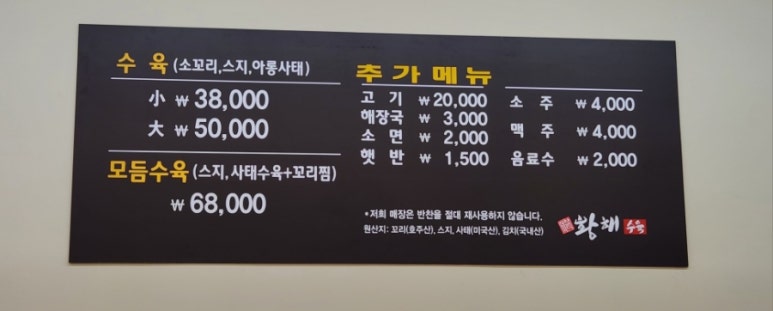 수 육 (소꼬리,스지,아롱사태)
小 ₩ 38,000
大 ₩ 50,000
모듬수육 (스지, 사태수육+꼬리찜)
₩ 68,000
추가메뉴
고 기 ₩ 20,000
해장국 ₩ 3,000
소 면 ₩ 2,000
햇 반 ₩ 1,500
소 주 ₩ 4,000
맥 주 ₩ 4,000
음료수 ₩ 2,000
*저희 매장은 반찬을 절대 재사용하지 않습니다.
원산지: 꼬리(호주산), 스지, 사태(미국산), 김치(국내산)
황채 수육